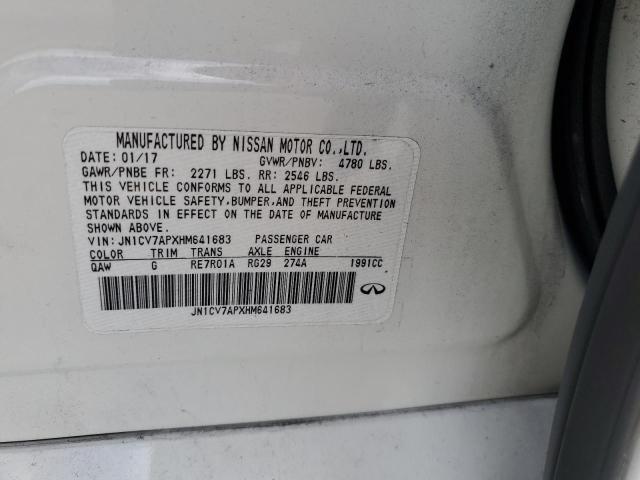 MANUFACTURED BY NISSAN MOTOR CO.,LTD.
DATE: 01/17 GVWR/PNBV: 4780 LBS.
GAWR/PNBE FR: 2271 LBS. RR: 2546 LBS.
THIS VEHICLE CONFORMS TO ALL APPLICABLE FEDERAL
MOTOR VEHICLE SAFETY,BUMPER,AND THEFT PREVENTION
STANDARDS IN EFFECT ON THE DATE OF MANUFACTURE
SHOWN ABOVE.
VIN: JN1CV7APXHM641683 PASSENGER CAR
COLOR TRIM TRANS AXLE ENGINE
QAW G RE7R01A RG29 274A 1991CC
JN1CV7APXHM641683